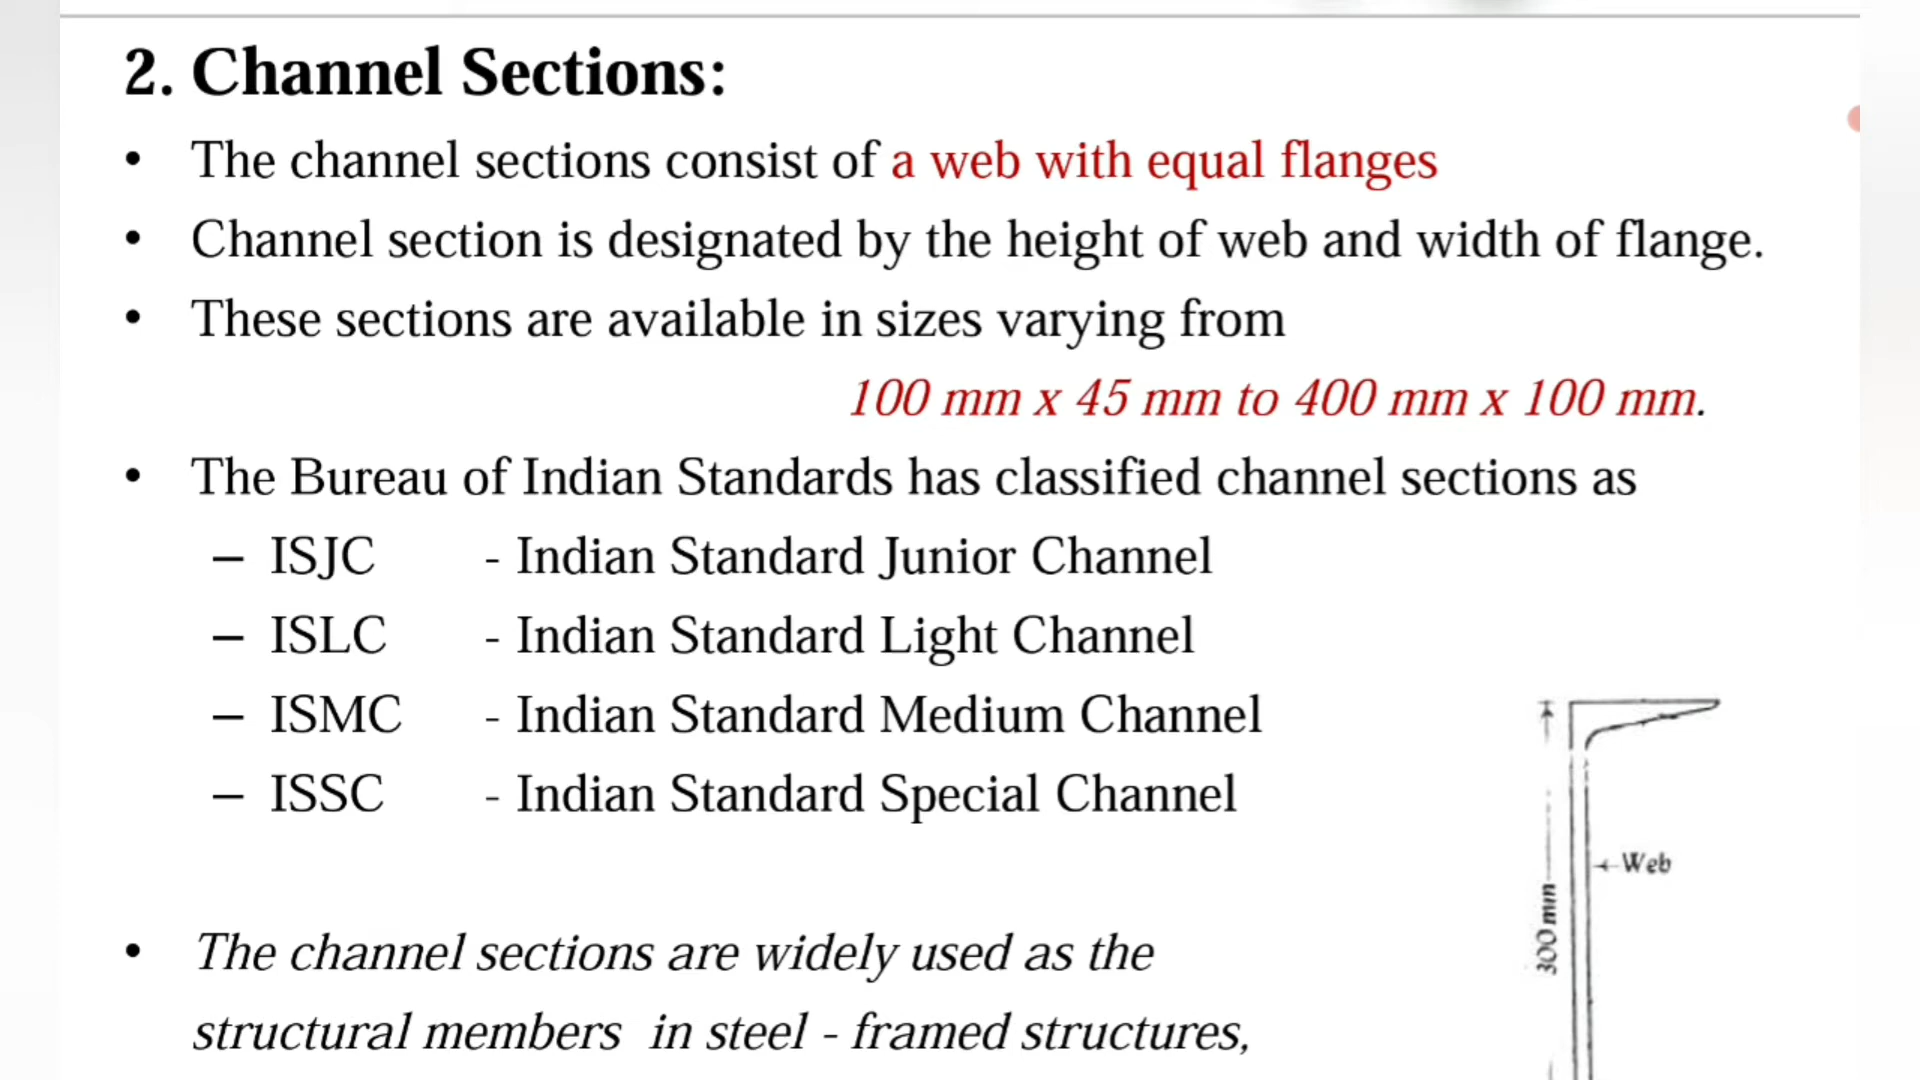 2. Channel Sections:
• The channel sections consist of a web with equal flanges
• Channel section is designated by the height of web and width of flange.
• These sections are available in sizes varying from
100 mm x 45 mm to 400 mm x 100 mm.
• The Bureau of Indian Standards has classified channel sections as
– ISJC - Indian Standard Junior Channel
– ISLC - Indian Standard Light Channel
– ISMC - Indian Standard Medium Channel
– ISSC - Indian Standard Special Channel
Web
300 mm
• The channel sections are widely used as the
structural members in steel - framed structures,